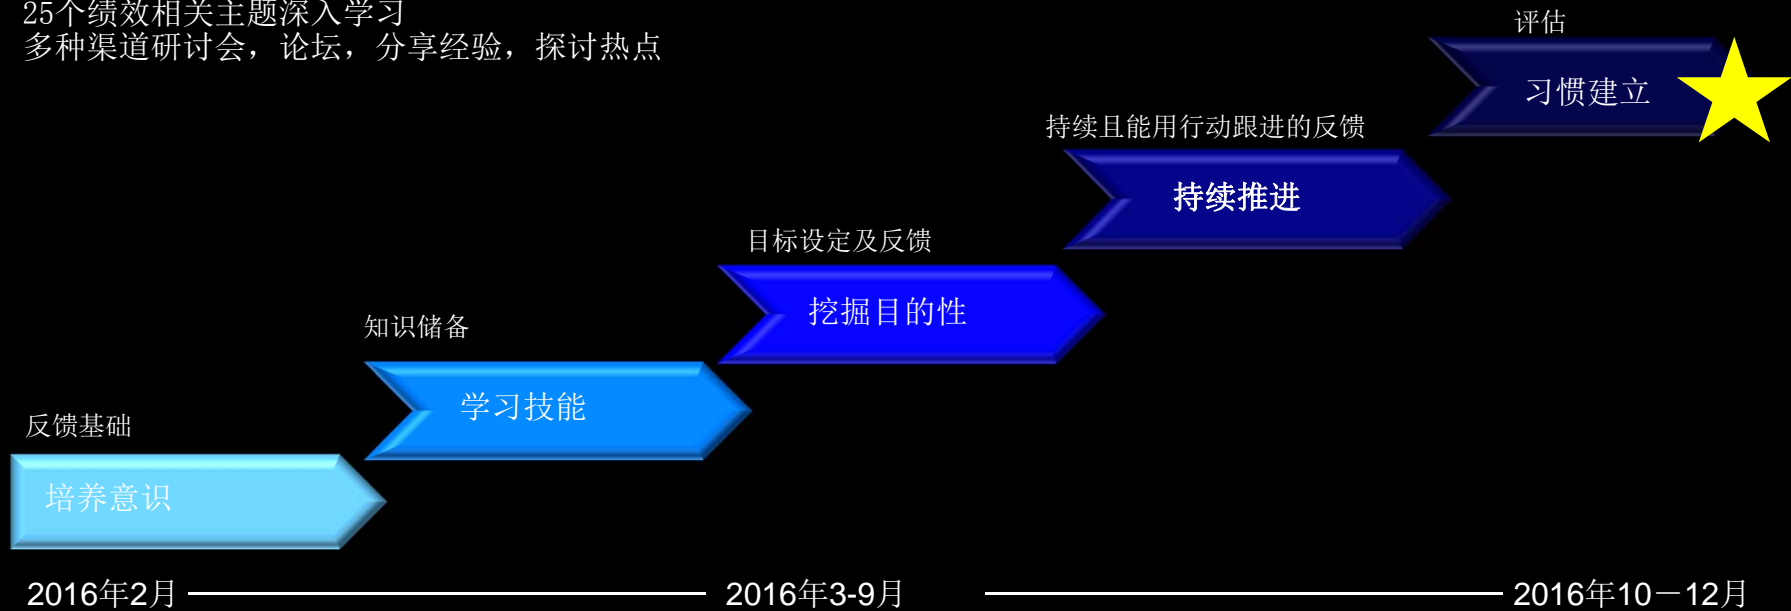 25个绩效相关主题深入学习
多种渠道研讨会，论坛，分享经验，探讨热点
评估
习惯建立
持续且能用行动跟进的反馈
持续推进
目标设定及反馈
挖掘目的性
知识储备
学习技能
反馈基础
培养意识
2016年2月
2016年3-9月
2016年10－12月